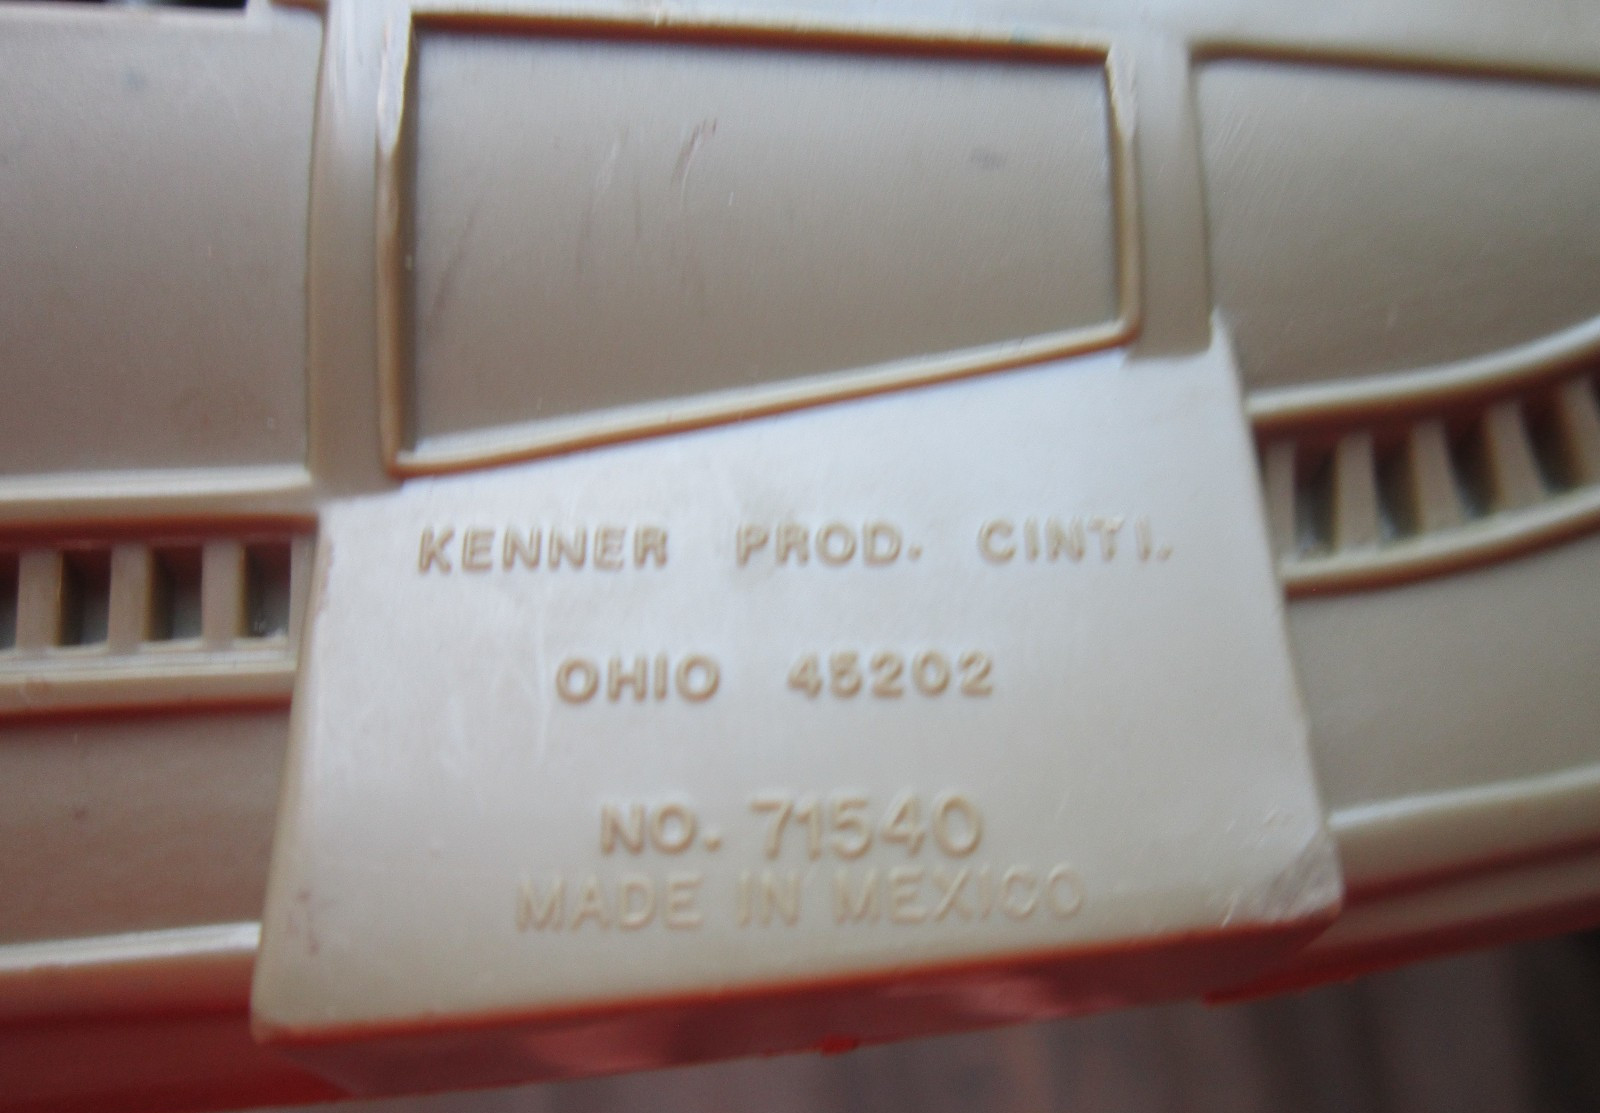 KENNER PROD. CINTI.
OHIO 45202
NO. 71540
MADE IN MEXICO